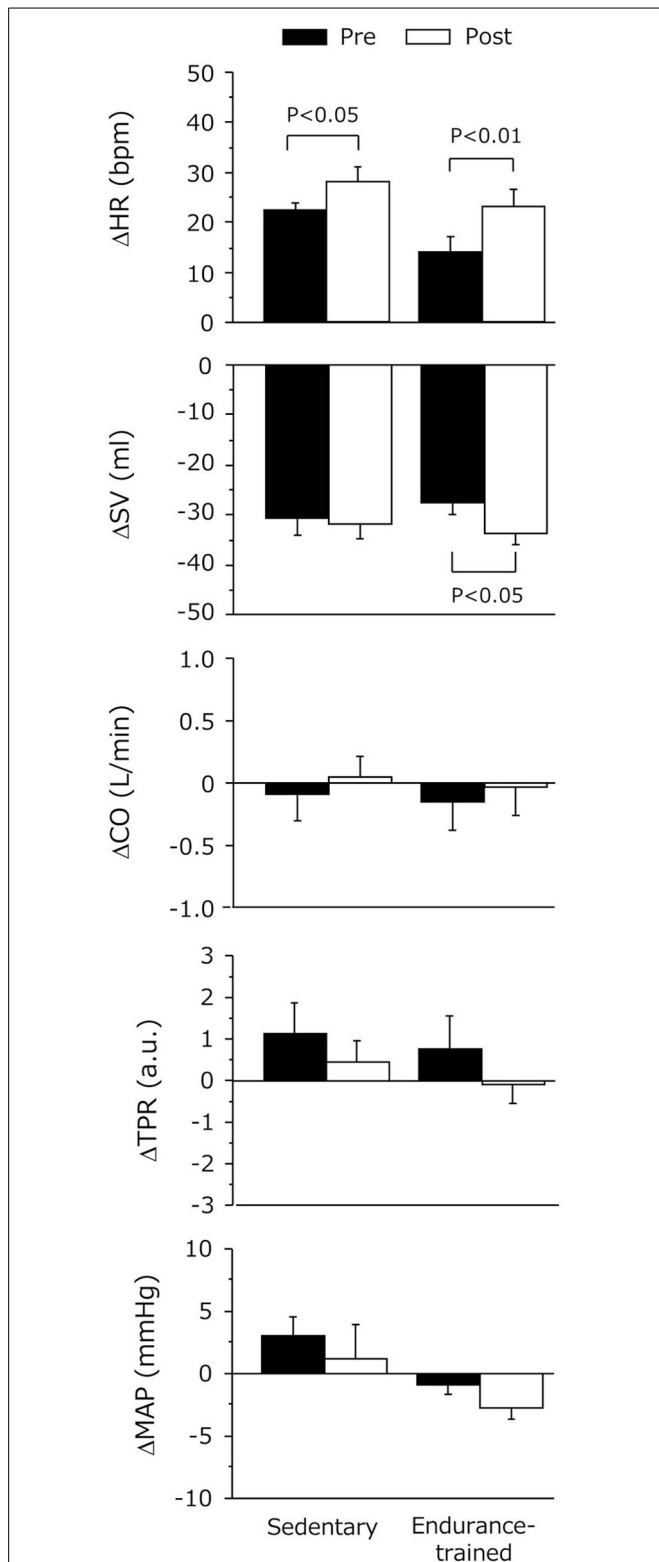 Pre Post
ΔHR (bpm)
50
40
30
20
10
0
P<0.05
P<0.01
ΔSV (ml)
0
-10
-20
-30
-40
-50
P<0.05
ΔCO (L/min)
1.0
0.5
0
-0.5
-1.0
ΔTPR (a.u.)
3
2
1
0
-1
-2
-3
ΔMAP (mmHg)
10
5
0
-5
-10
Sedentary
Endurance-
trained